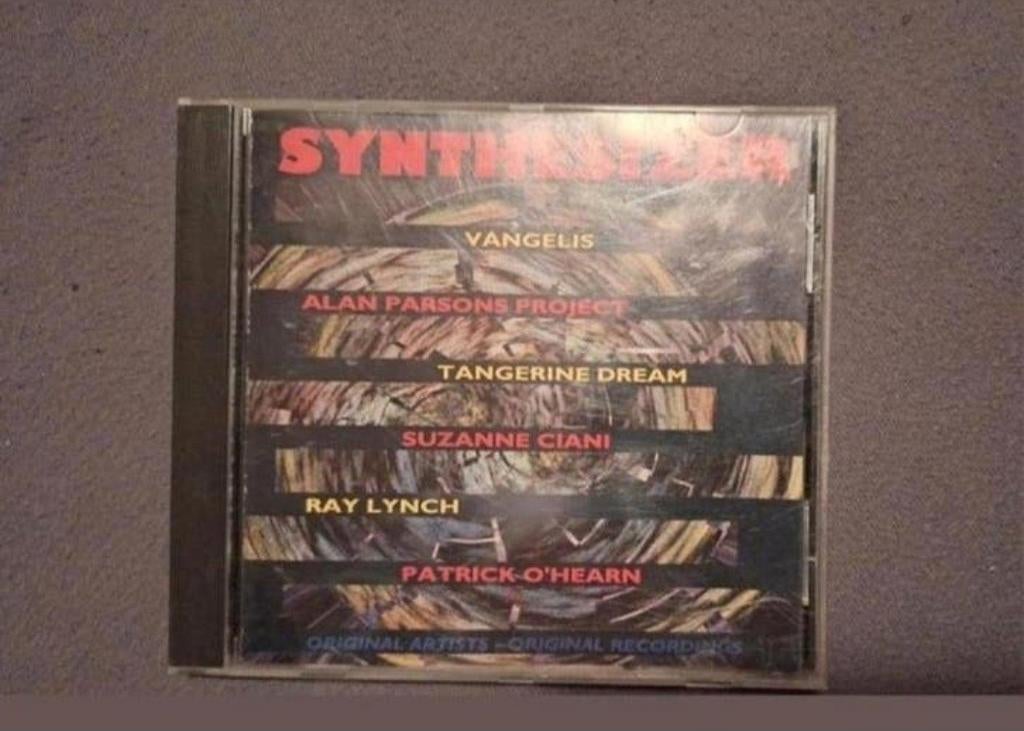 SYNTHESIZER
VANGELIS
ALAN PARSONS PROJECT
TANGERINE DREAM
SUZANNE CIANI
RAY LYNCH
PATRICK O'HEARN
ORIGINAL ARTISTS – ORIGINAL RECORDINGS